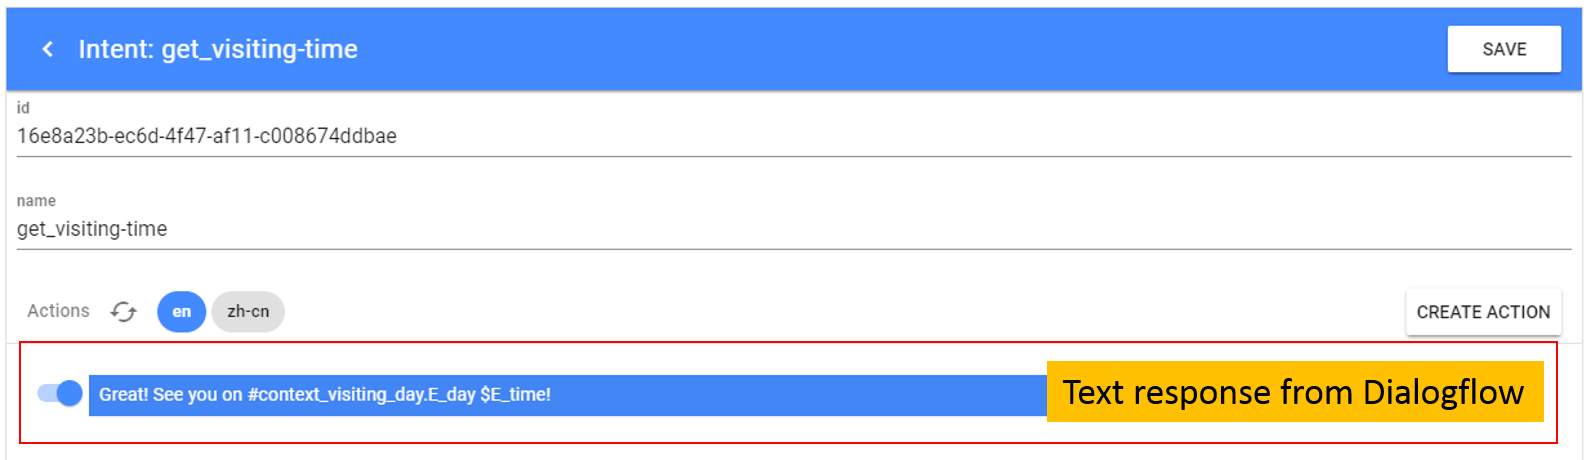 Intent: get_visiting-time
SAVE
id
16e8a23b-ec6d-4f47-af11-c008674ddbae
name
get_visiting-time
Actions en zh-cn CREATE ACTION
Great! See you on #context_visiting_day.E_day $E_time!
Text response from Dialogflow